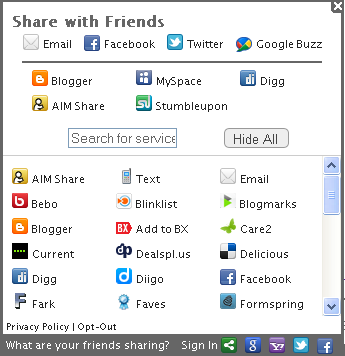 Share with Friends
Email Facebook Twitter Google Buzz
Blogger MySpace Digg
AIM Share Stumbleupon
Search for service Hide All
AIM Share Text Email
Bebo Blinklist Blogmarks
Blogger Add to BX Care2
Current Dealspl.us Delicious
Digg Diigo Facebook
Fark Faves Formspring
Privacy Policy | Opt-Out
What are your friends sharing? Sign In